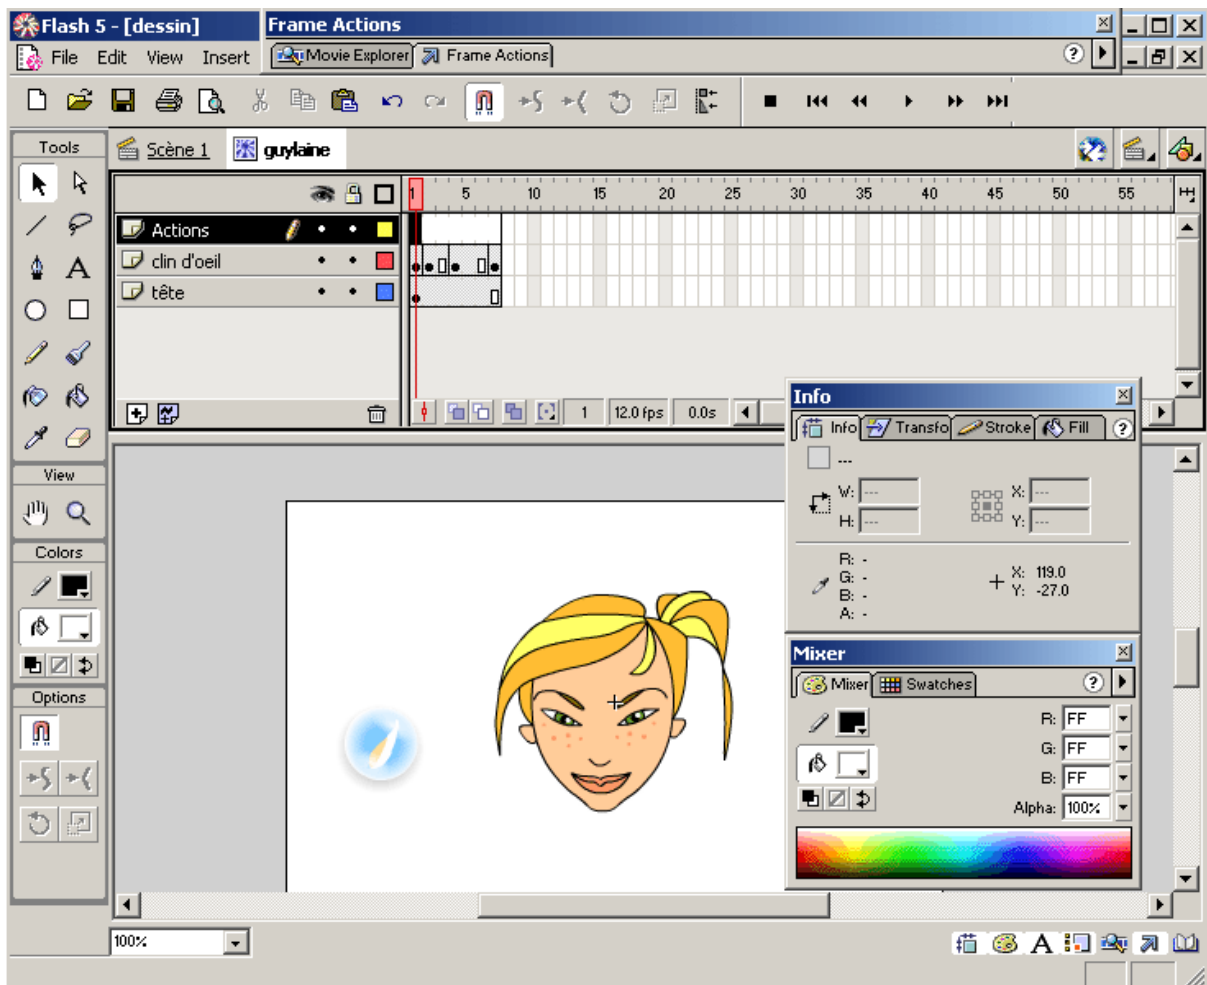 Flash 5 - [dessin]
Frame Actions
File Edit View Insert
Movie Explorer Frame Actions
?
Tools
Scène 1 guylaine
1 5 10 15 20 25 30 35 40 45 50 55
Actions
clin d'oeil
tête
1 12.0 fps 0.0s
View
Colors
Options
Info
Info Transfo Stroke Fill ?
---
W: --- X: ---
H: --- Y: ---
R: -
G: - X: 119.0
B: - Y: -27.0
A: -
Mixer
Mixer Swatches ?
R: FF
G: FF
B: FF
Alpha: 100%
100%